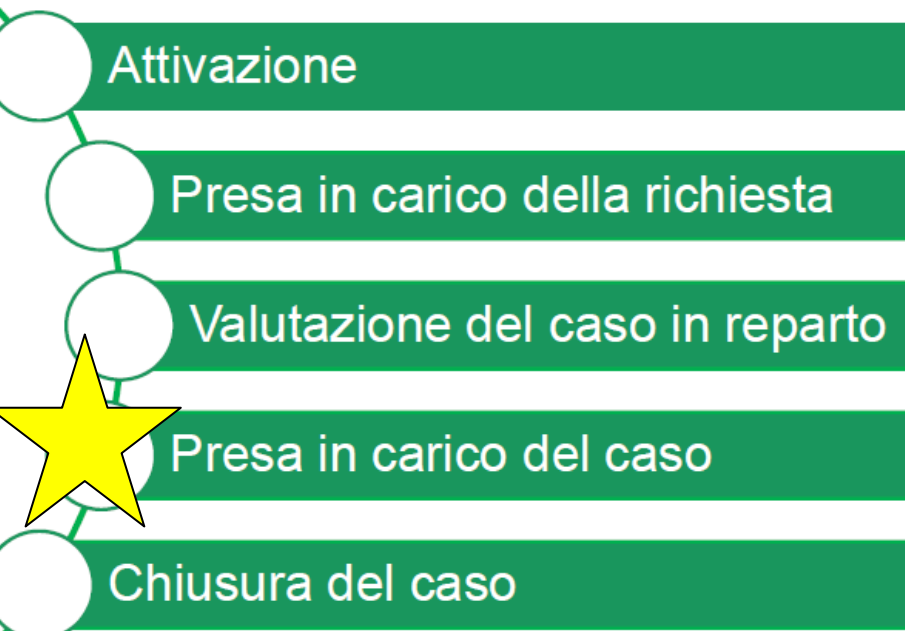 Attivazione
Presa in carico della richiesta
Valutazione del caso in reparto
Presa in carico del caso
Chiusura del caso